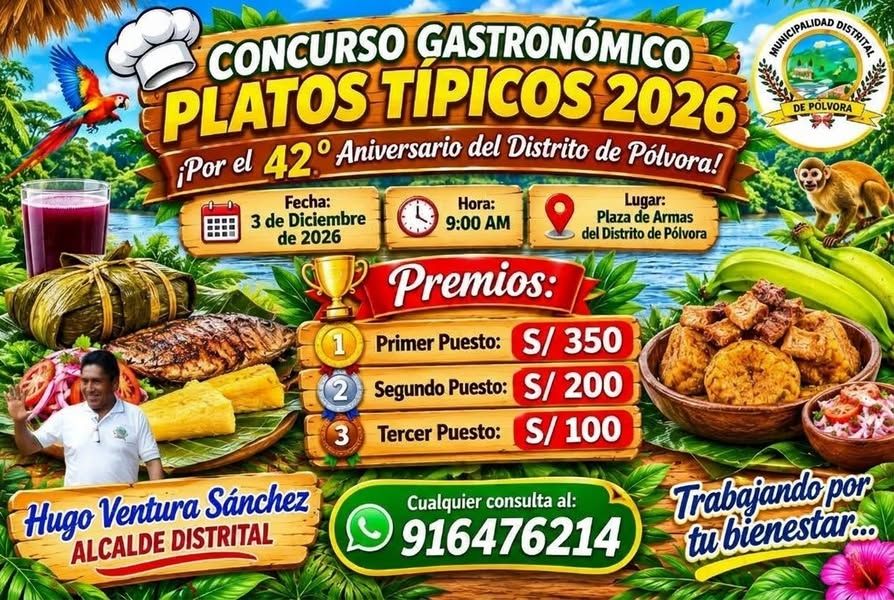 CONCURSO GASTRONÓMICO
PLATOS TÍPICOS 2026
¡Por el 42.° Aniversario del Distrito de Pólvora!
MUNICIPALIDAD DISTRITAL
DE PÓLVORA
Fecha:
3 de Diciembre
de 2026
Hora:
9:00 AM
Lugar:
Plaza de Armas
del Distrito de Pólvora
Premios:
1 Primer Puesto: S/ 350
2 Segundo Puesto: S/ 200
3 Tercer Puesto: S/ 100
Hugo Ventura Sánchez
ALCALDE DISTRITAL
Cualquier consulta al:
916476214
Trabajando por
tu bienestar...